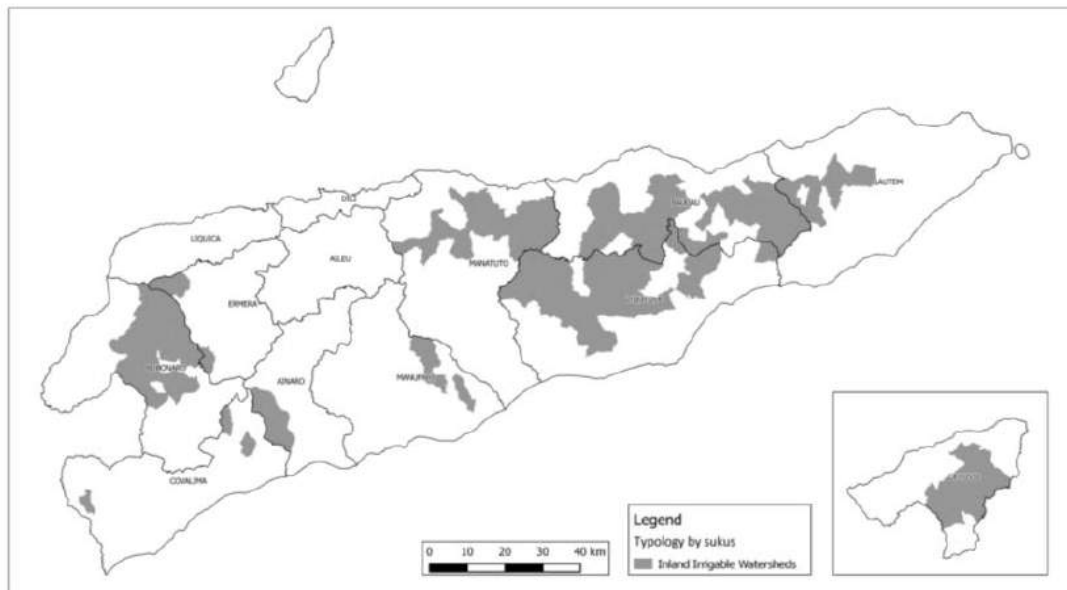 DILI
LAUTEM
BAUKAU
LIQUICA
AILEU
MANATUTO
ERMERA
AINARO
MANUFAHI
COVALIMA
Legend
Typology by sukus
Inland Irrigable Watersheds
0 10 20 30 40 km